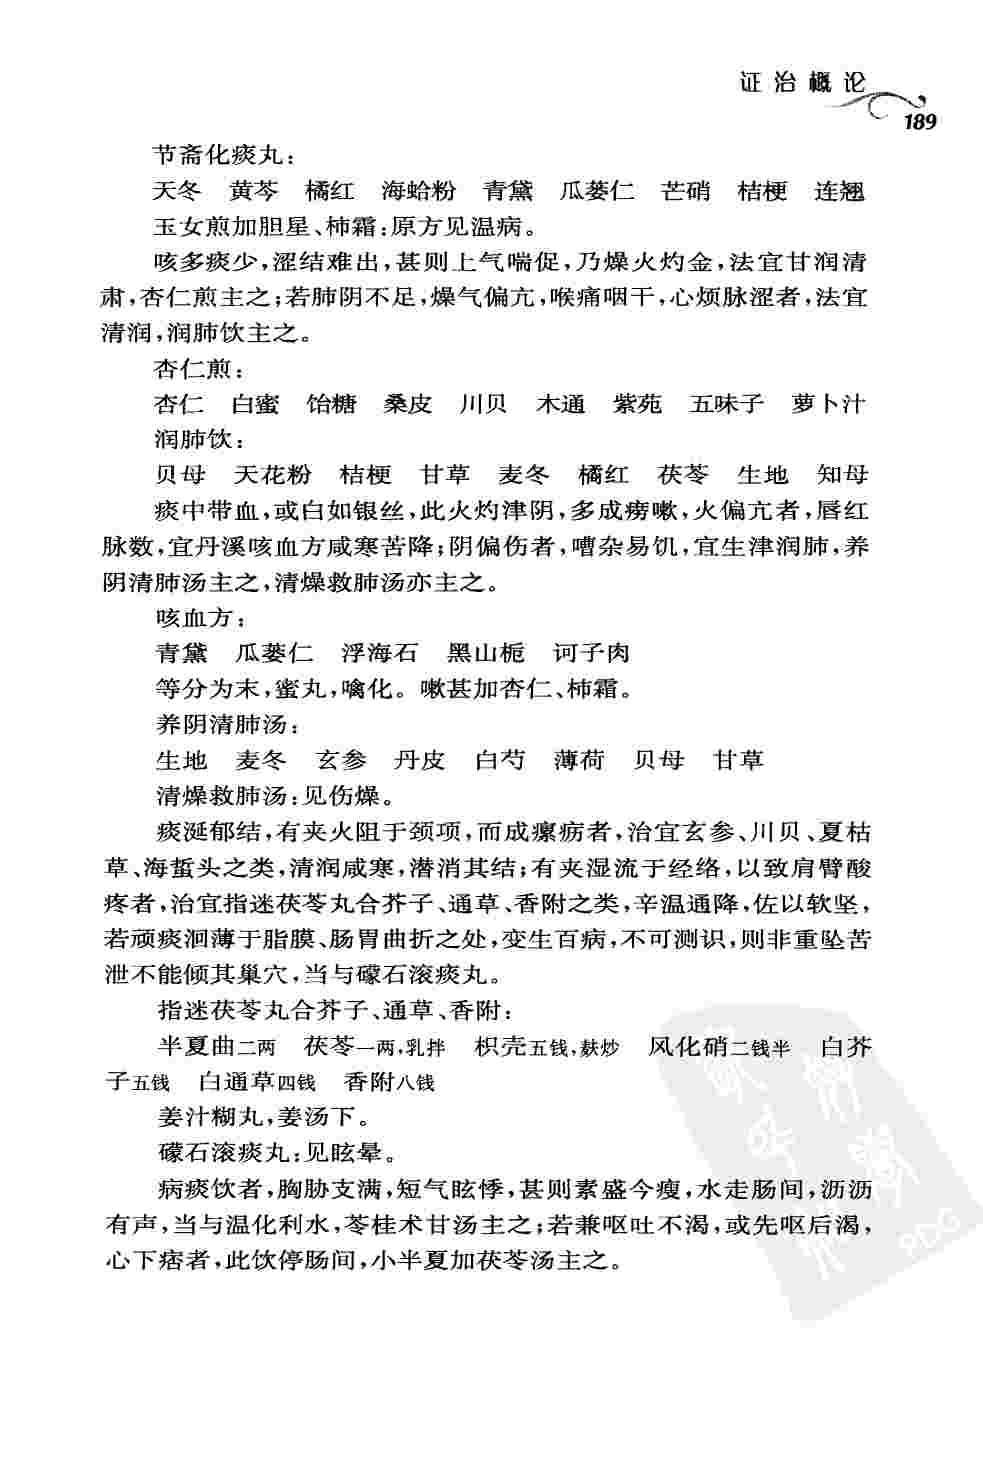 证治概论
189
节斋化痰丸:
天冬 黄芩 橘红 海蛤粉 青黛 瓜蒌仁 芒硝 桔梗 连翘
玉女煎加胆星、柿霜:原方见温病。
咳多痰少,涩结难出,甚则上气喘促,乃燥火灼金,法宜甘润清
肃,杏仁煎主之;若肺阴不足,燥气偏亢,喉痛咽干,心烦脉涩者,法宜
清润,润肺饮主之。
杏仁煎:
杏仁 白蜜 饴糖 桑皮 川贝 木通 紫苑 五味子 萝卜汁
润肺饮:
贝母 天花粉 桔梗 甘草 麦冬 橘红 茯苓 生地 知母
痰中带血,或白如银丝,此火灼津阴,多成痨嗽,火偏亢者,唇红
脉数,宜丹溪咳血方咸寒苦降;阴偏伤者,嘈杂易饥,宜生津润肺,养
阴清肺汤主之,清燥救肺汤亦主之。
咳血方:
青黛 瓜蒌仁 浮海石 黑山栀 诃子肉
等分为末,蜜丸,噙化。嗽甚加杏仁、柿霜。
养阴清肺汤:
生地 麦冬 玄参 丹皮 白芍 薄荷 贝母 甘草
清燥救肺汤:见伤燥。
痰涎郁结,有夹火阻于颈项,而成瘰疬者,治宜玄参、川贝、夏枯
草、海蜇头之类,清润咸寒,潜消其结;有夹湿流于经络,以致肩臂酸
疼者,治宜指迷茯苓丸合芥子、通草、香附之类,辛温通降,佐以软坚,
若顽痰洄薄于脂膜、肠胃曲折之处,变生百病,不可测识,则非重坠苦
泄不能倾其巢穴,当与礞石滚痰丸。
指迷茯苓丸合芥子、通草、香附:
半夏曲二两 茯苓一两,乳拌 枳壳五钱,麸炒 风化硝二钱半 白芥
子五钱 白通草四钱 香附八钱
姜汁糊丸,姜汤下。
礞石滚痰丸:见眩晕。
病痰饮者,胸胁支满,短气眩悸,甚则素盛今瘦,水走肠间,沥沥
有声,当与温化利水,苓桂术甘汤主之;若兼呕吐不渴,或先呕后渴,
心下痞者,此饮停肠间,小半夏加茯苓汤主之。
PDG